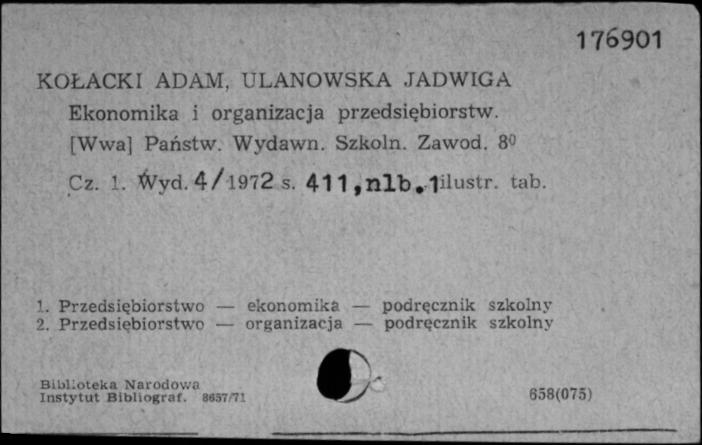 176901
KOŁACKI ADAM, ULANOWSKA JADWIGA
Ekonomika i organizacja przedsiębiorstw.
[Wwa] Państw. Wydawn. Szkoln. Zawod. 8⁰
Cz. 1. Wyd. 4/1972 s. 411, nlb. 1 ilustr. tab.
1. Przedsiębiorstwo — ekonomika — podręcznik szkolny
2. Przedsiębiorstwo — organizacja — podręcznik szkolny
Biblioteka Narodowa
Instytut Bibliograf. 8657/71
658(075)